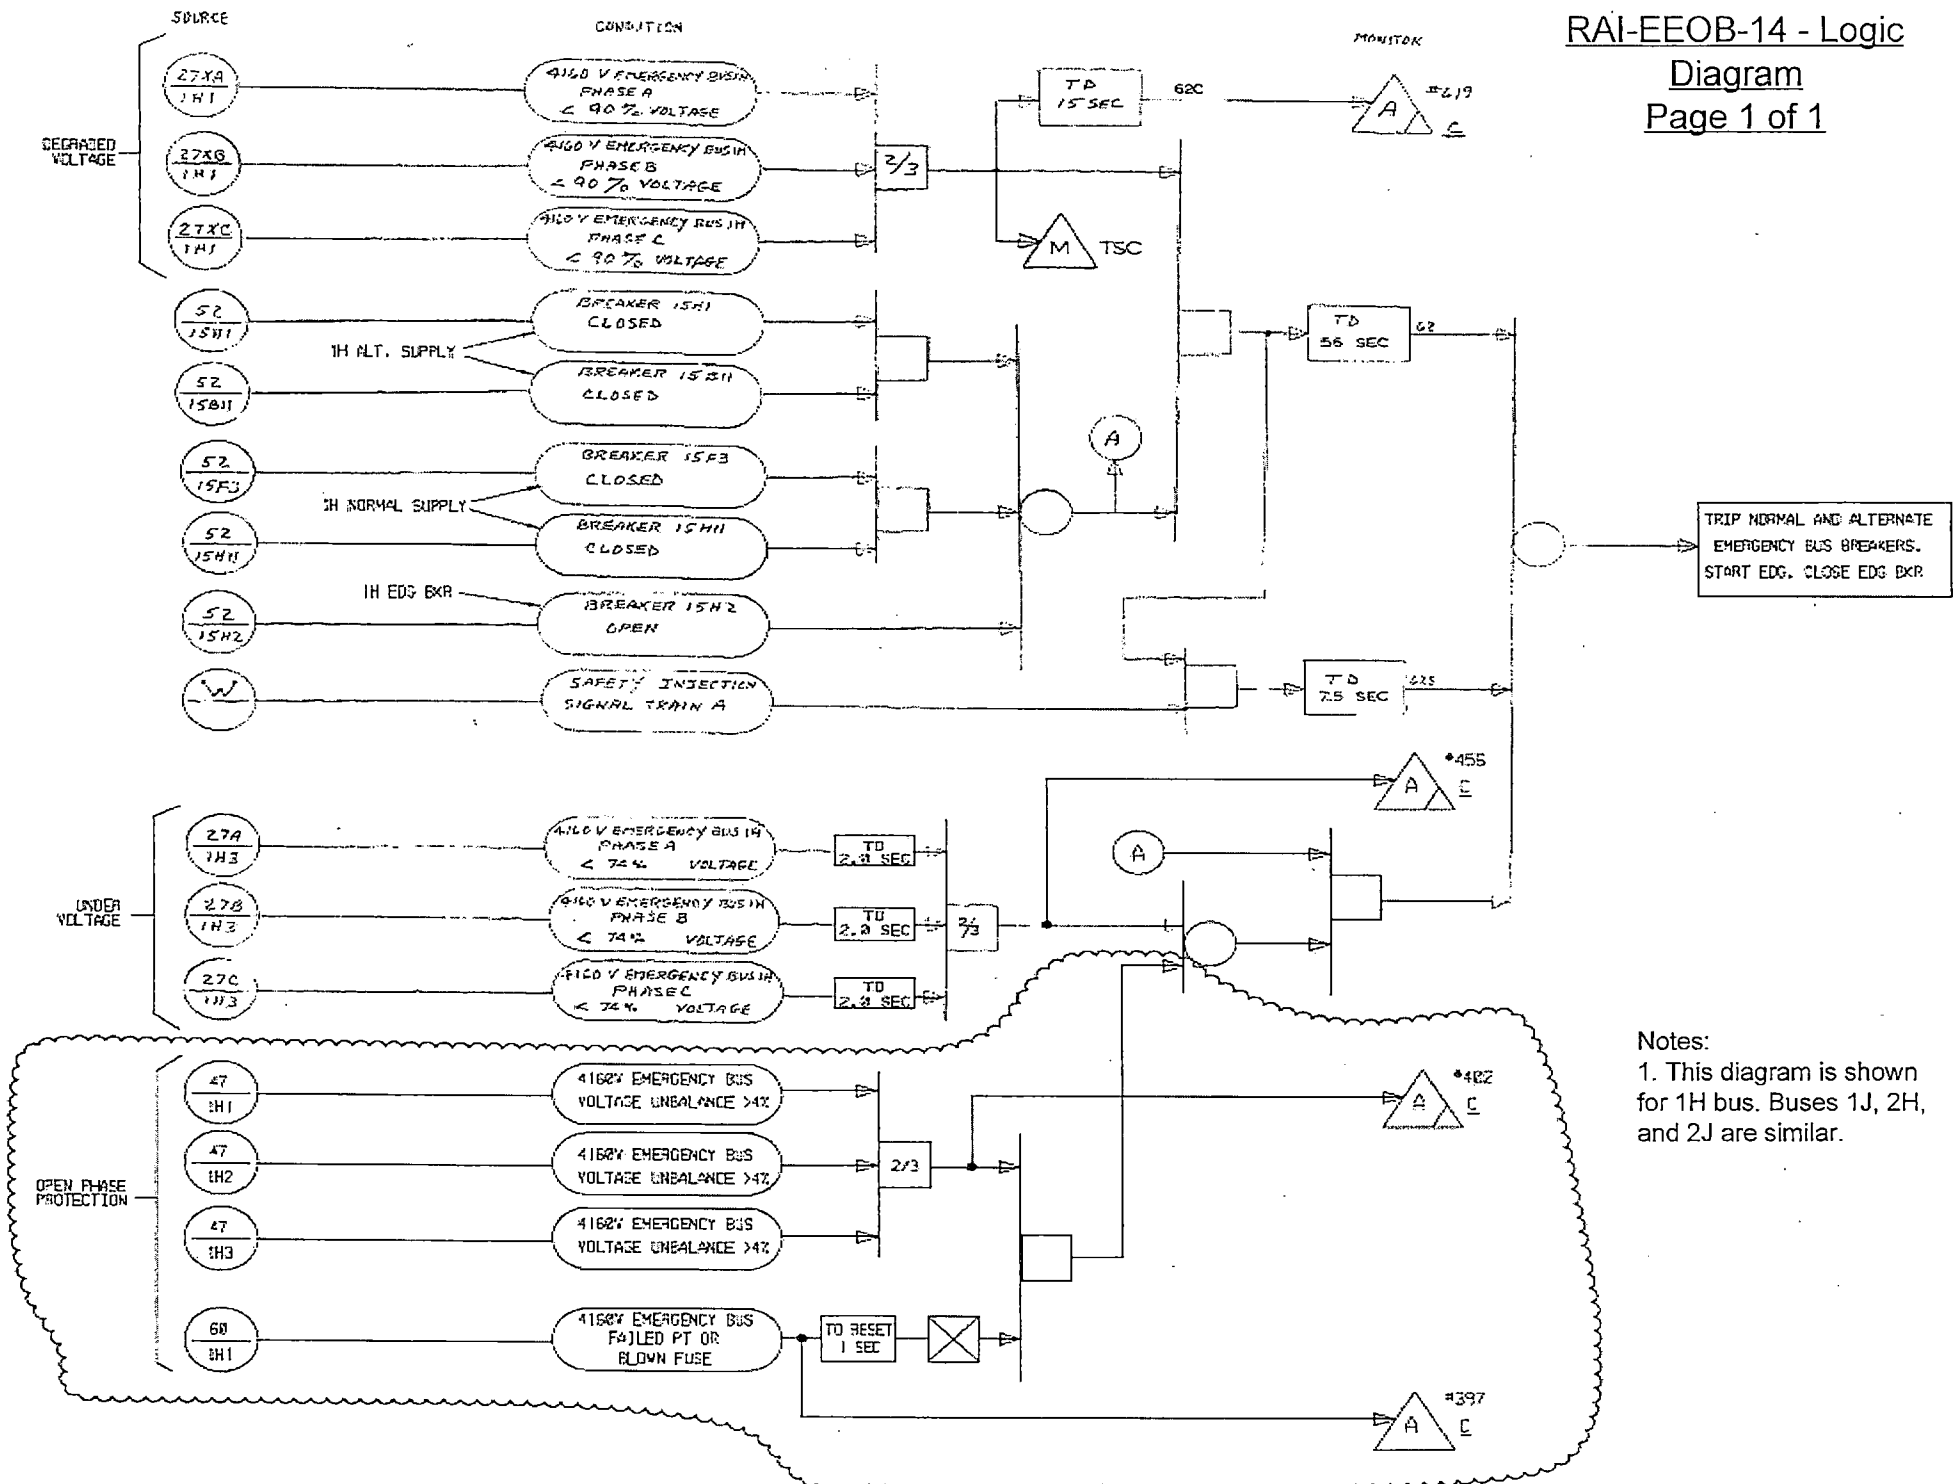 RAI-EEOB-14 - Logic
Diagram
Page 1 of 1
SOURCE
CONDITION
MONITOR
DEGRADED
VOLTAGE
27XA
1H1
4160 V EMERGENCY BUS 1H
PHASE A
< 90 % VOLTAGE
27XB
1H1
4160 V EMERGENCY BUS 1H
PHASE B
< 90 % VOLTAGE
27XC
1H1
4160 V EMERGENCY BUS 1H
PHASE C
< 90 % VOLTAGE
2/3
TD
15 SEC
62C
A
#619
C
M
TSC
52
15H1
BREAKER 15H1
CLOSED
1H ALT. SUPPLY
52
15BH
BREAKER 15BH
CLOSED
TD
56 SEC
62
52
15F3
BREAKER 15F3
CLOSED
1H NORMAL SUPPLY
52
15HH
BREAKER 15HH
CLOSED
A
1H EDG BKR
52
15H2
BREAKER 15H2
OPEN
W
SAFETY INJECTION
SIGNAL TRAIN A
TD
7.5 SEC
62S
TRIP NORMAL AND ALTERNATE
EMERGENCY BUS BREAKERS.
START EDG. CLOSE EDG BKR
UNDER
VOLTAGE
27A
1H3
4160 V EMERGENCY BUS 1H
PHASE A
< 74% VOLTAGE
TD
2.0 SEC
27B
1H3
4160 V EMERGENCY BUS 1H
PHASE B
< 74% VOLTAGE
TD
2.0 SEC
27C
1H3
4160 V EMERGENCY BUS 1H
PHASE C
< 74% VOLTAGE
TD
2.0 SEC
2/3
A
A
C
OPEN PHASE
PROTECTION
47
1H1
4160V EMERGENCY BUS
VOLTAGE UNBALANCE >4%
47
1H2
4160V EMERGENCY BUS
VOLTAGE UNBALANCE >4%
47
1H3
4160V EMERGENCY BUS
VOLTAGE UNBALANCE >4%
2/3
A
C
60
1H1
4160V EMERGENCY BUS
FAILED PT OR
BLOWN FUSE
TD RESET
1 SEC
A
#397
C
Notes:
1. This diagram is shown
for 1H bus. Buses 1J, 2H,
and 2J are similar.